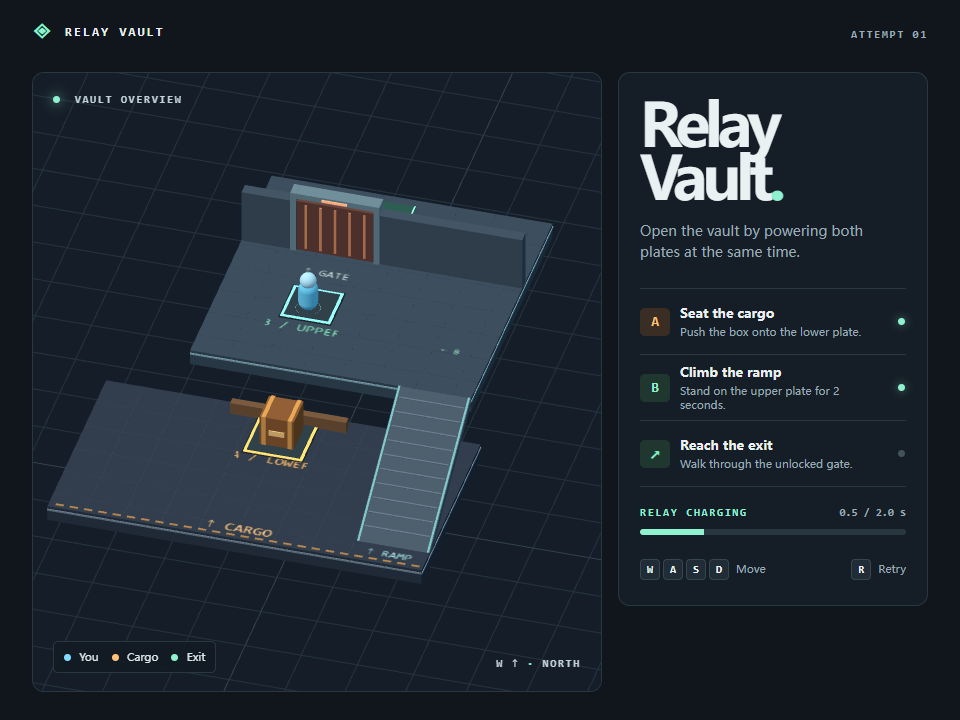 RELAY VAULT
ATTEMPT 01
VAULT OVERVIEW
GATE
B / UPPER
A / LOWER
↑ CARGO
↑ RAMP
You
Cargo
Exit
W ↑ · NORTH
Relay
Vault.
Open the vault by powering both
plates at the same time.
A
Seat the cargo
Push the box onto the lower plate.
B
Climb the ramp
Stand on the upper plate for 2
seconds.
↗
Reach the exit
Walk through the unlocked gate.
RELAY CHARGING
0.5 / 2.0 s
W A S D Move
R Retry